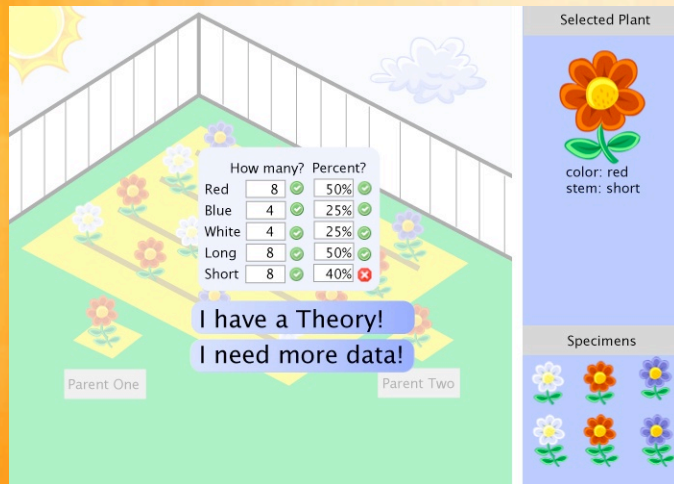 Selected Plant
color: red
stem: short
How many? Percent?
Red 8 50%
Blue 4 25%
White 4 25%
Long 8 50%
Short 8 40%
I have a Theory!
I need more data!
Parent One
Parent Two
Specimens